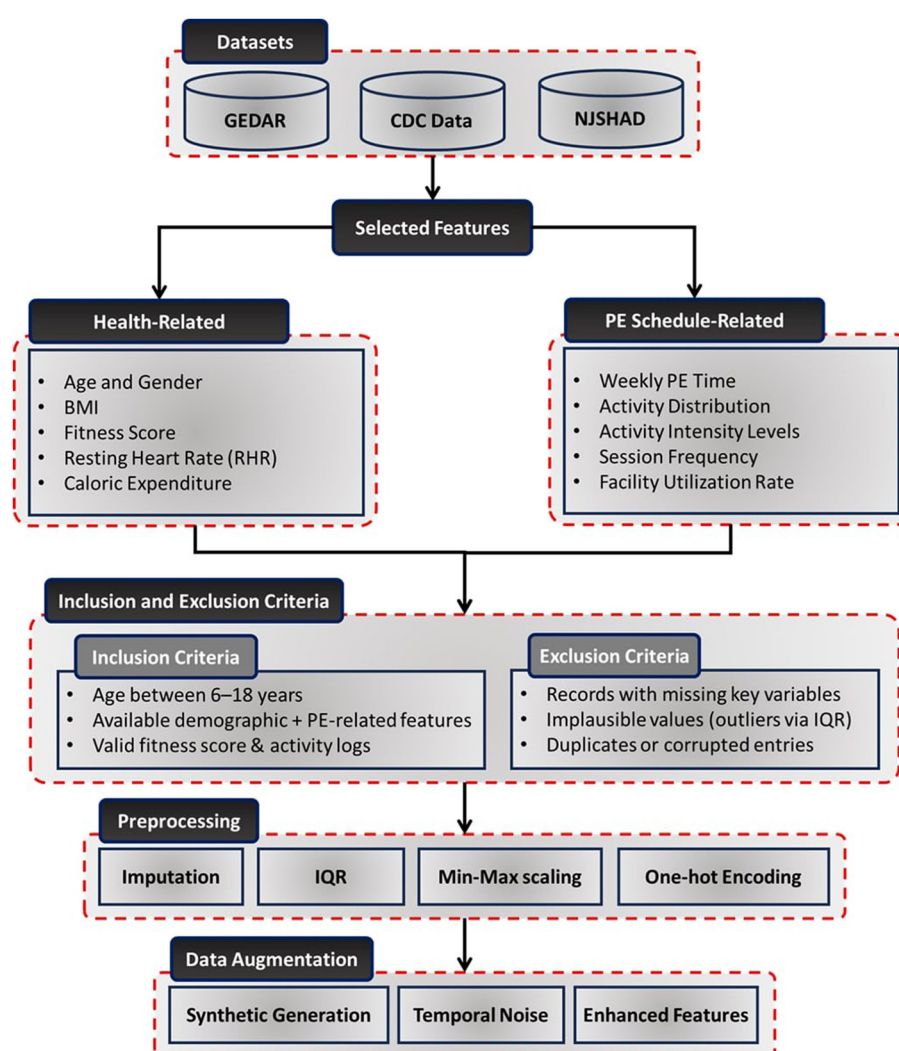 Datasets
GEDAR
CDC Data
NJSHAD
Selected Features
Health-Related
• Age and Gender
• BMI
• Fitness Score
• Resting Heart Rate (RHR)
• Caloric Expenditure
PE Schedule-Related
• Weekly PE Time
• Activity Distribution
• Activity Intensity Levels
• Session Frequency
• Facility Utilization Rate
Inclusion and Exclusion Criteria
Inclusion Criteria
• Age between 6–18 years
• Available demographic + PE-related features
• Valid fitness score & activity logs
Exclusion Criteria
• Records with missing key variables
• Implausible values (outliers via IQR)
• Duplicates or corrupted entries
Preprocessing
Imputation
IQR
Min-Max scaling
One-hot Encoding
Data Augmentation
Synthetic Generation
Temporal Noise
Enhanced Features